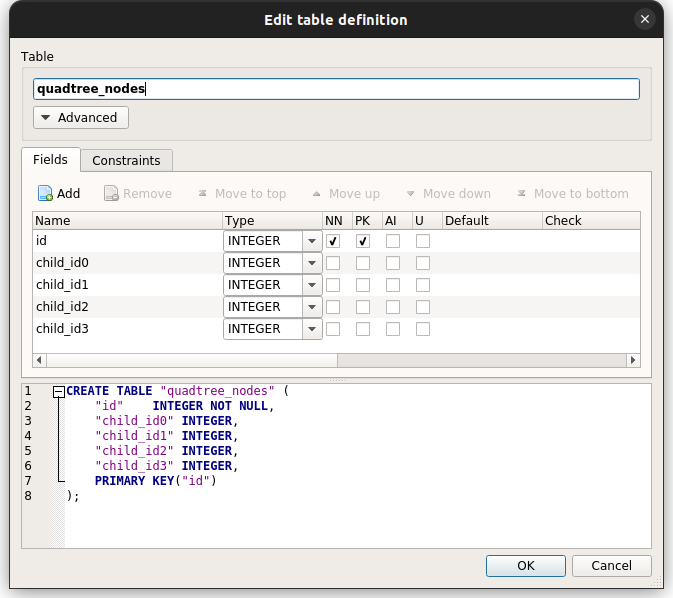 Edit table definition
Table
quadtree_nodes
Advanced
Fields Constraints
Add Remove Move to top Move up Move down Move to bottom
Name Type NN PK AI U Default Check
id INTEGER
child_id0 INTEGER
child_id1 INTEGER
child_id2 INTEGER
child_id3 INTEGER
1 CREATE TABLE "quadtree_nodes" (
2 "id" INTEGER NOT NULL,
3 "child_id0" INTEGER,
4 "child_id1" INTEGER,
5 "child_id2" INTEGER,
6 "child_id3" INTEGER,
7 PRIMARY KEY("id")
8 );
OK Cancel